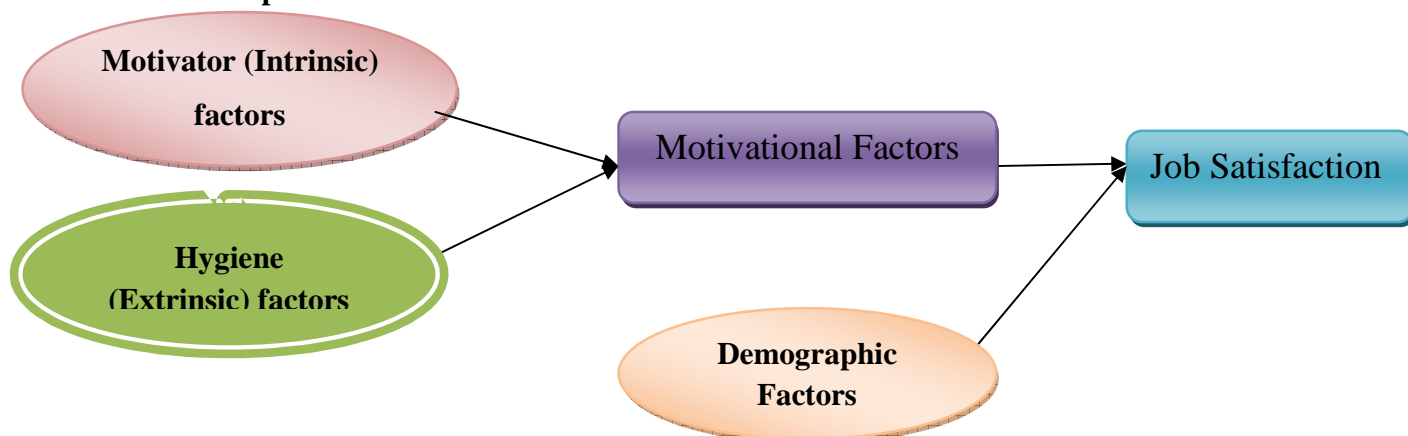 Motivator (Intrinsic)
factors
Motivational Factors
Job Satisfaction
Hygiene
(Extrinsic) factors
Demographic
Factors